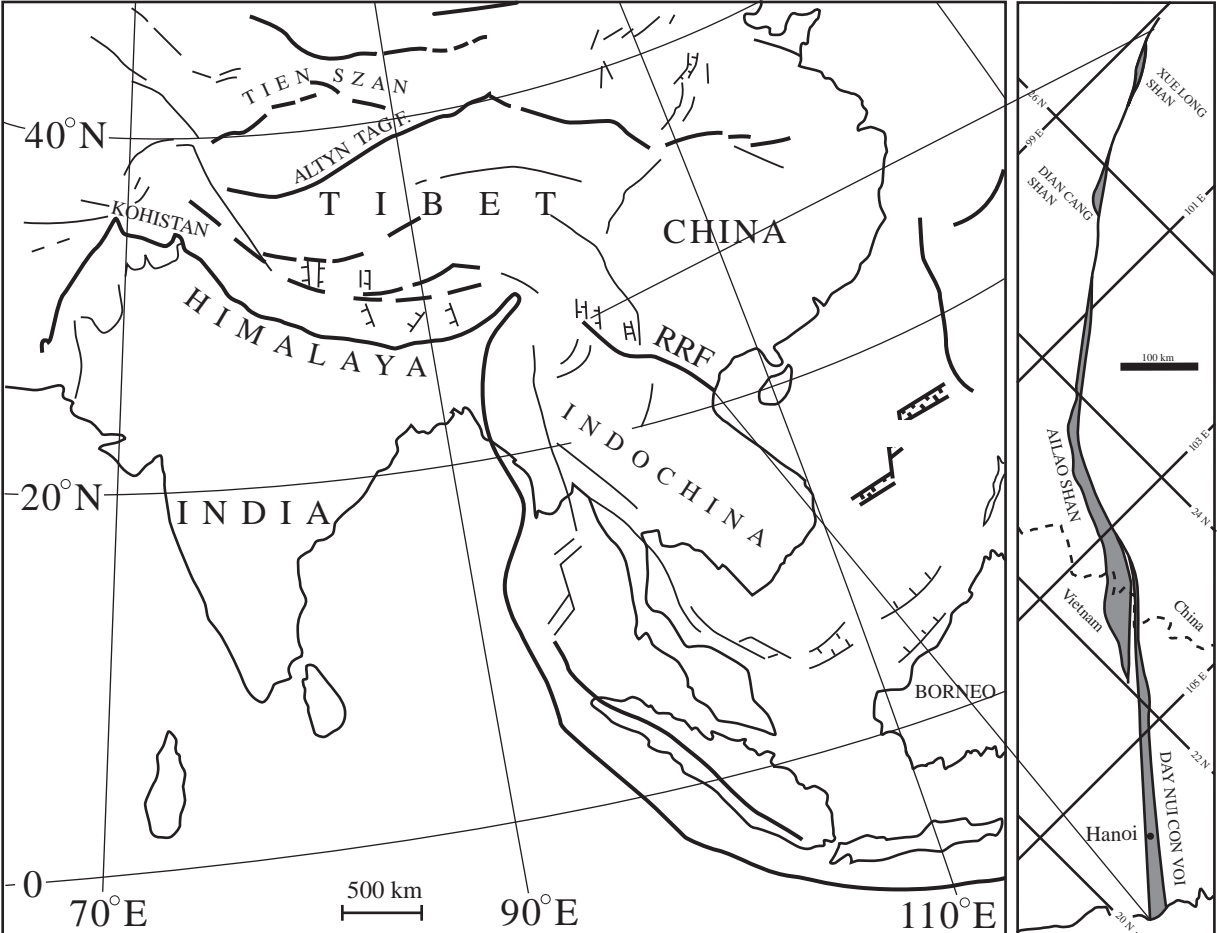 TIEN SZAN
ALTYN TAG F.
40°N
TIBET
KOHISTAN
CHINA
HIMALAYA
RRF
INDOCHINA
20°N
INDIA
BORNEO
0
500 km
70°E
90°E
110°E
XUE LONG
SHAN
26 N
99 E
DIAN CANG
SHAN
101 E
100 km
AILAO SHAN
103 E
24 N
Vietnam
China
105 E
22 N
DAY NUI CON VOI
Hanoi
20 N